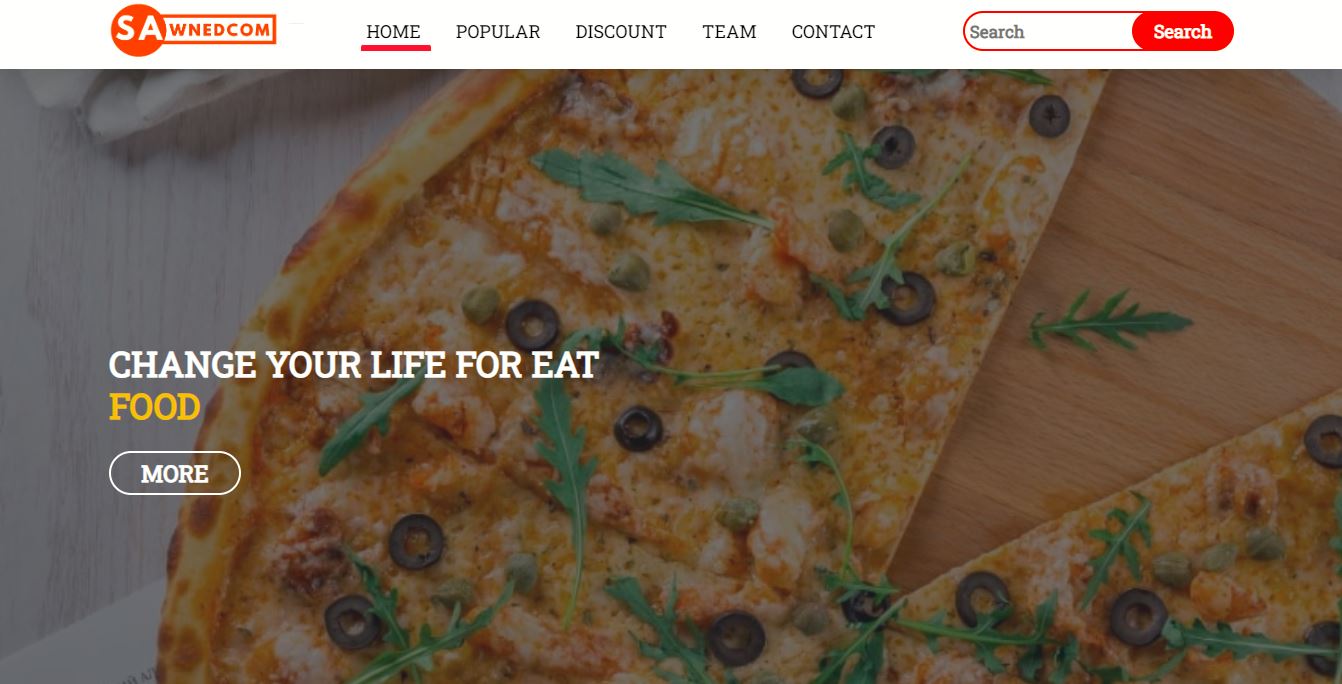 SAWNEDCOM
HOME POPULAR DISCOUNT TEAM CONTACT
Search Search
CHANGE YOUR LIFE FOR EAT
FOOD
MORE